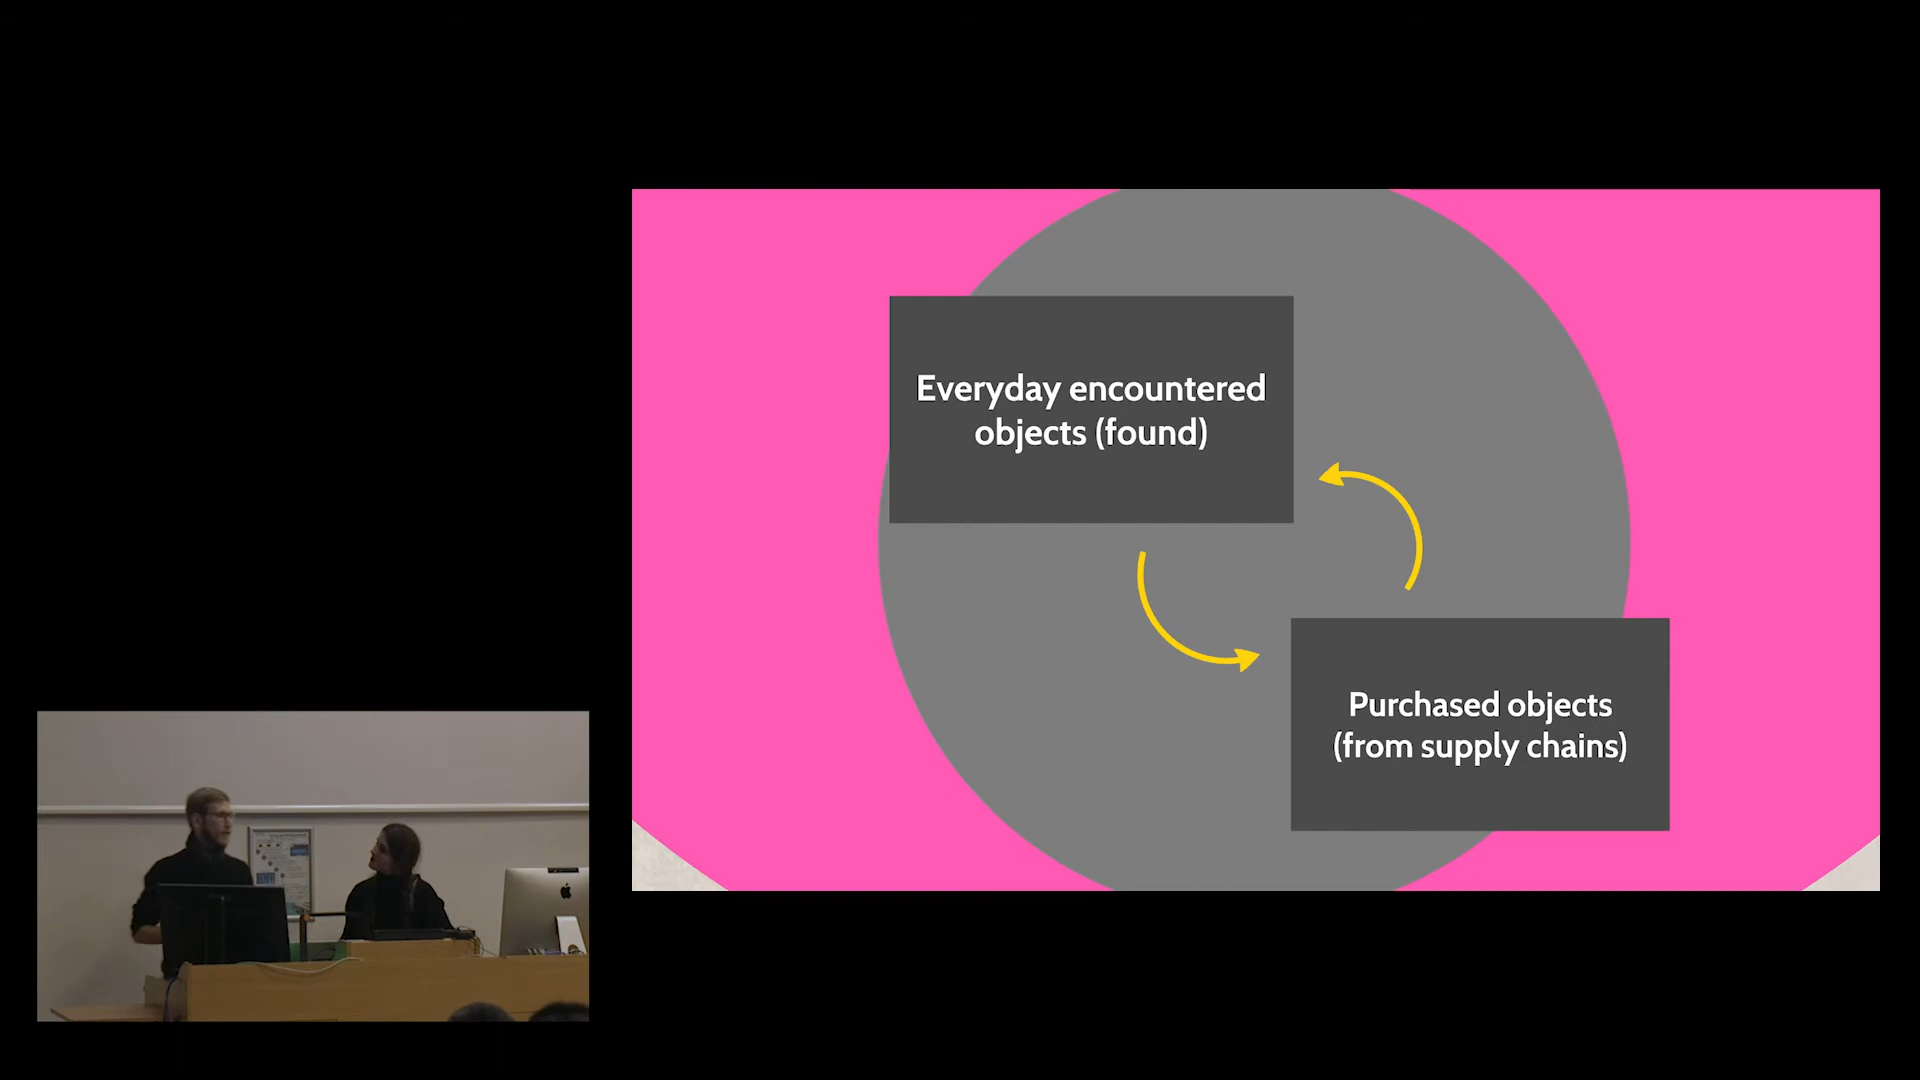 Everyday encountered
objects (found)
Purchased objects
(from supply chains)